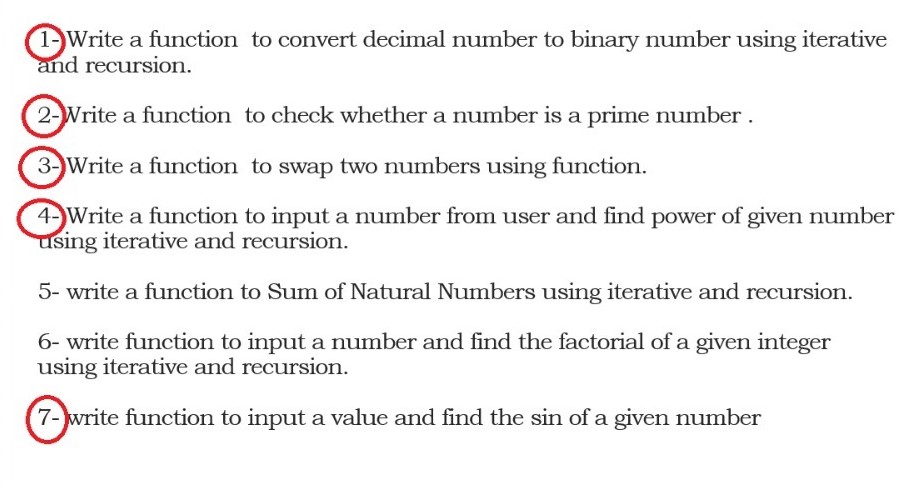 1- Write a function to convert decimal number to binary number using iterative
and recursion.
2- Write a function to check whether a number is a prime number .
3- Write a function to swap two numbers using function.
4- Write a function to input a number from user and find power of given number
using iterative and recursion.
5- write a function to Sum of Natural Numbers using iterative and recursion.
6- write function to input a number and find the factorial of a given integer
using iterative and recursion.
7- write function to input a value and find the sin of a given number